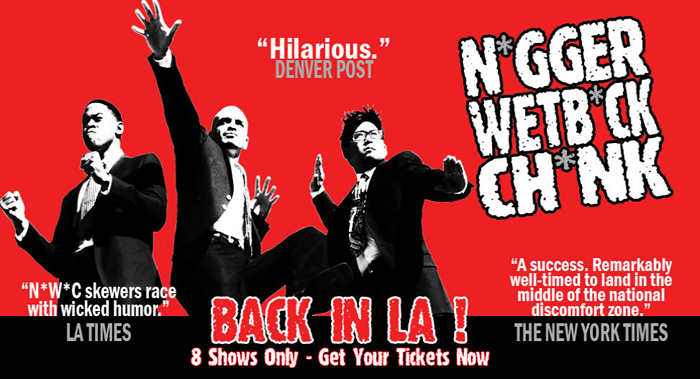 “Hilarious.”
DENVER POST
N*GGER
WETB*CK
CH*NK
“N*W*C skewers race
with wicked humor.”
LA TIMES
“A success. Remarkably
well-timed to land in the
middle of the national
discomfort zone.”
THE NEW YORK TIMES
BACK IN LA !
8 Shows Only - Get Your Tickets Now